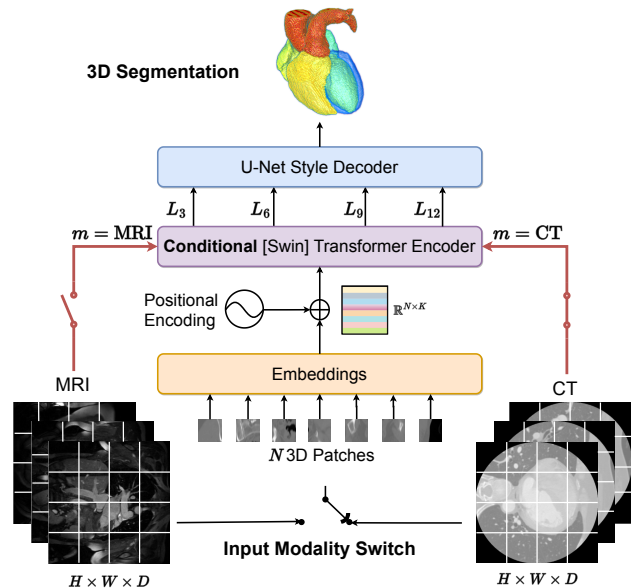 3D Segmentation
U-Net Style Decoder
L₃ L₆ L₉ L₁₂
m = MRI
m = CT
Conditional [Swin] Transformer Encoder
Positional
Encoding
ℝ^{N×K}
Embeddings
MRI
CT
N 3D Patches
Input Modality Switch
H × W × D
H × W × D